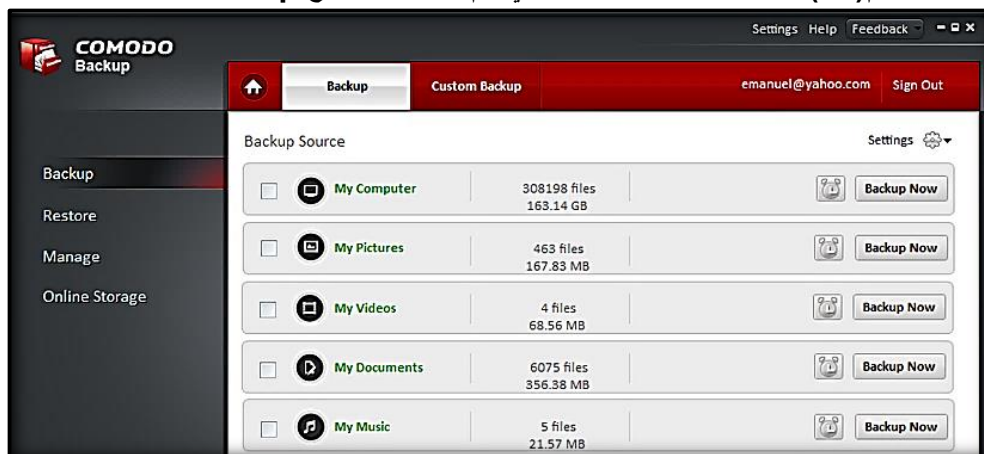 Settings Help Feedback
COMODO
Backup
Backup Custom Backup emanuel@yahoo.com Sign Out
Backup Source Settings
Backup
Restore
Manage
Online Storage
My Computer 308198 files Backup Now
163.14 GB
My Pictures 463 files Backup Now
167.83 MB
My Videos 4 files Backup Now
68.56 MB
My Documents 6075 files Backup Now
356.38 MB
My Music 5 files Backup Now
21.57 MB